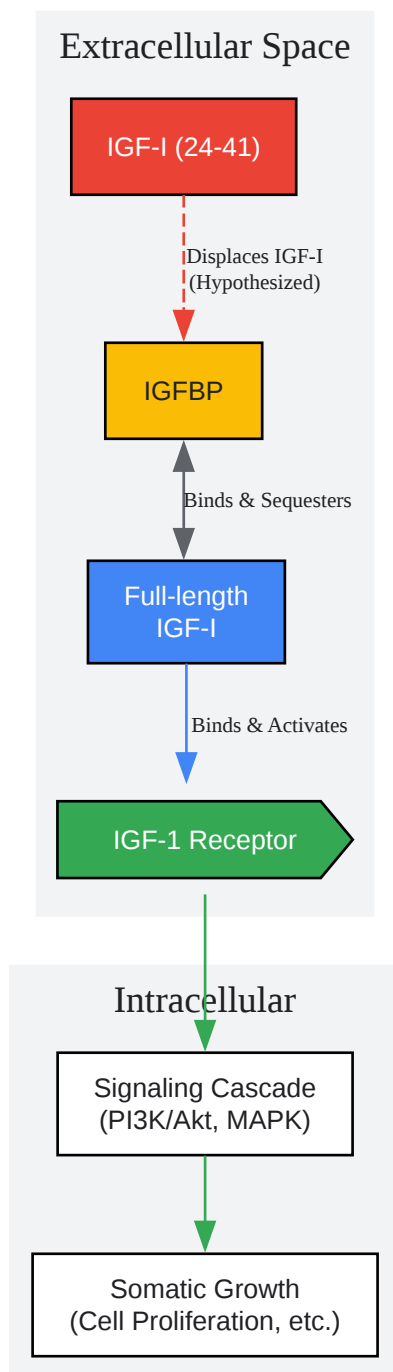 Extracellular Space
IGF-I (24-41)
Displaces IGF-I
(Hypothesized)
IGFBP
Binds & Sequesters
Full-length
IGF-I
Binds & Activates
IGF-1 Receptor
Intracellular
Signaling Cascade
(PI3K/Akt, MAPK)
Somatic Growth
(Cell Proliferation, etc.)